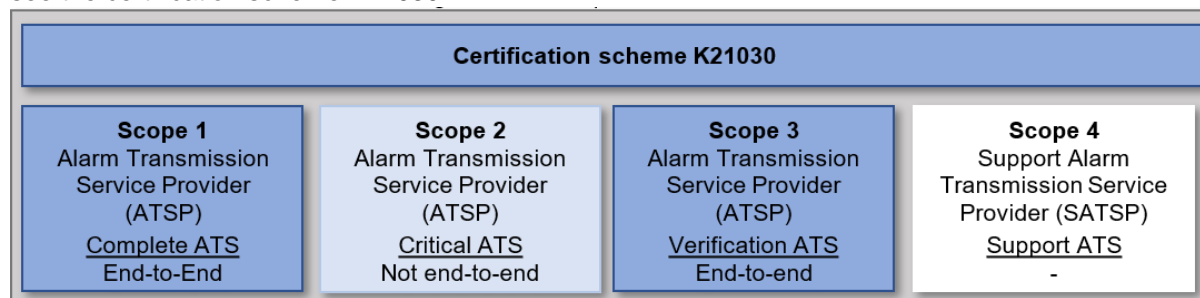 Certification scheme K21030
Scope 1
Alarm Transmission
Service Provider
(ATSP)
Complete ATS
End-to-End
Scope 2
Alarm Transmission
Service Provider
(ATSP)
Critical ATS
Not end-to-end
Scope 3
Alarm Transmission
Service Provider
(ATSP)
Verification ATS
End-to-end
Scope 4
Support Alarm
Transmission Service
Provider (SATSP)
Support ATS
-